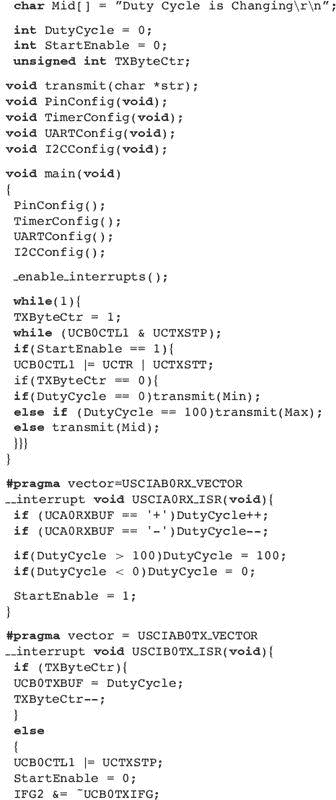 char Mid[] = "Duty Cycle is Changing\r\n";
int DutyCycle = 0;
int StartEnable = 0;
unsigned int TXByteCtr;
void transmit(char *str);
void PinConfig(void);
void TimerConfig(void);
void UARTConfig(void);
void I2CConfig(void);
void main(void)
{
PinConfig();
TimerConfig();
UARTConfig();
I2CConfig();
_enable_interrupts();
while(1){
TXByteCtr = 1;
while (UCB0CTL1 & UCTXSTP);
if(StartEnable == 1){
UCB0CTL1 |= UCTR | UCTXSTT;
if(TXByteCtr == 0){
if(DutyCycle == 0)transmit(Min);
else if (DutyCycle == 100)transmit(Max);
else transmit(Mid);
}}}
}
#pragma vector=USCIAB0RX_VECTOR
__interrupt void USCIA0RX_ISR(void){
if (UCA0RXBUF == '+')DutyCycle++;
if (UCA0RXBUF == '-')DutyCycle--;
if(DutyCycle > 100)DutyCycle = 100;
if(DutyCycle < 0)DutyCycle = 0;
StartEnable = 1;
}
#pragma vector = USCIAB0TX_VECTOR
__interrupt void USCIB0TX_ISR(void){
if (TXByteCtr){
UCB0TXBUF = DutyCycle;
TXByteCtr--;
}
else
{
UCB0CTL1 |= UCTXSTP;
StartEnable = 0;
IFG2 &= ~UCB0TXIFG;